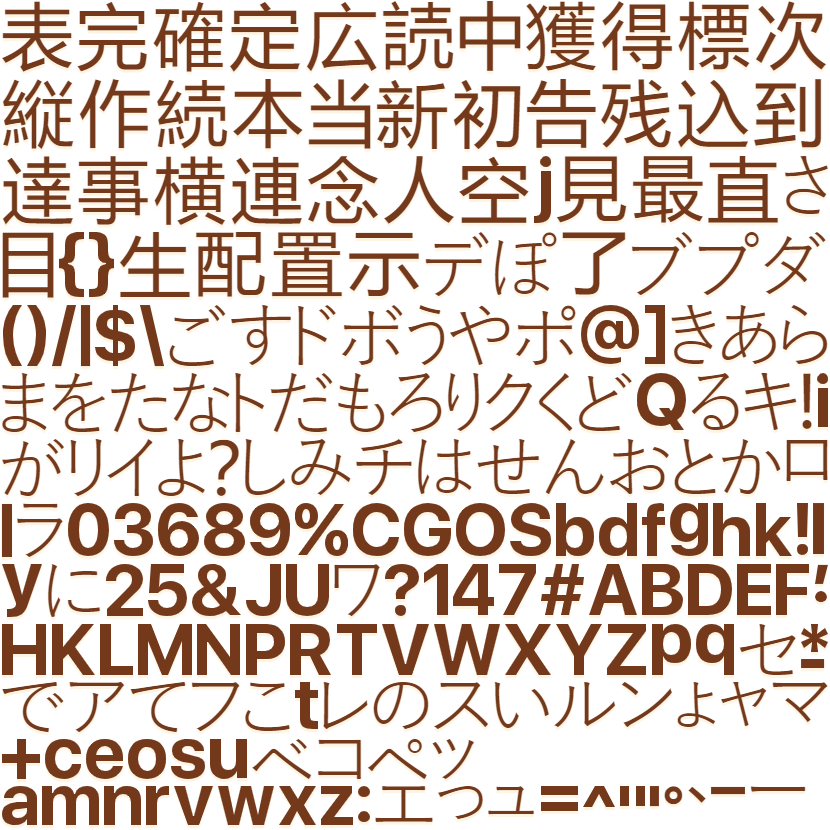 表完確定広読中獲得標次
縦作続本当新初告残込到
達事横連念人空j見最直さ
目{}生配置示デぽ了ブプダ
()/|$\ごすドボうやポ@]きあら
まをたなトだもろりクくどQるキ!i
がリイよ?しみチはせんおとかロ
lラ03689%CGOSbdfghk!I
yに25&JUワ?147#ABDEF;
HKLMNPRTVWXYZpqセ*
でアてフこtレのスいルンょャマ
+ceosuべコペツ
amnrvwxz:エつュ=^"'°、-ー